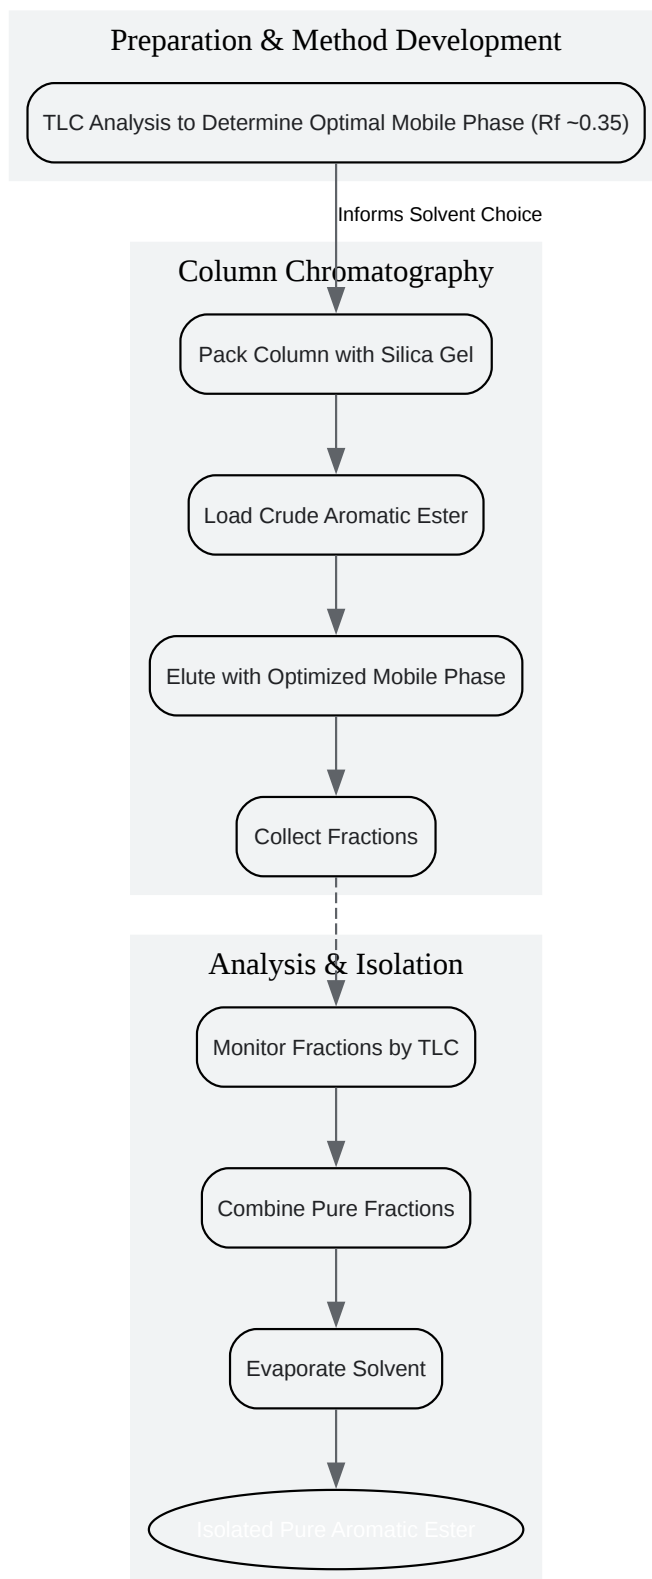 Preparation & Method Development
TLC Analysis to Determine Optimal Mobile Phase (Rf ~0.35)
Informs Solvent Choice
Column Chromatography
Pack Column with Silica Gel
Load Crude Aromatic Ester
Elute with Optimized Mobile Phase
Collect Fractions
Analysis & Isolation
Monitor Fractions by TLC
Combine Pure Fractions
Evaporate Solvent
Isolated Pure Aromatic Ester